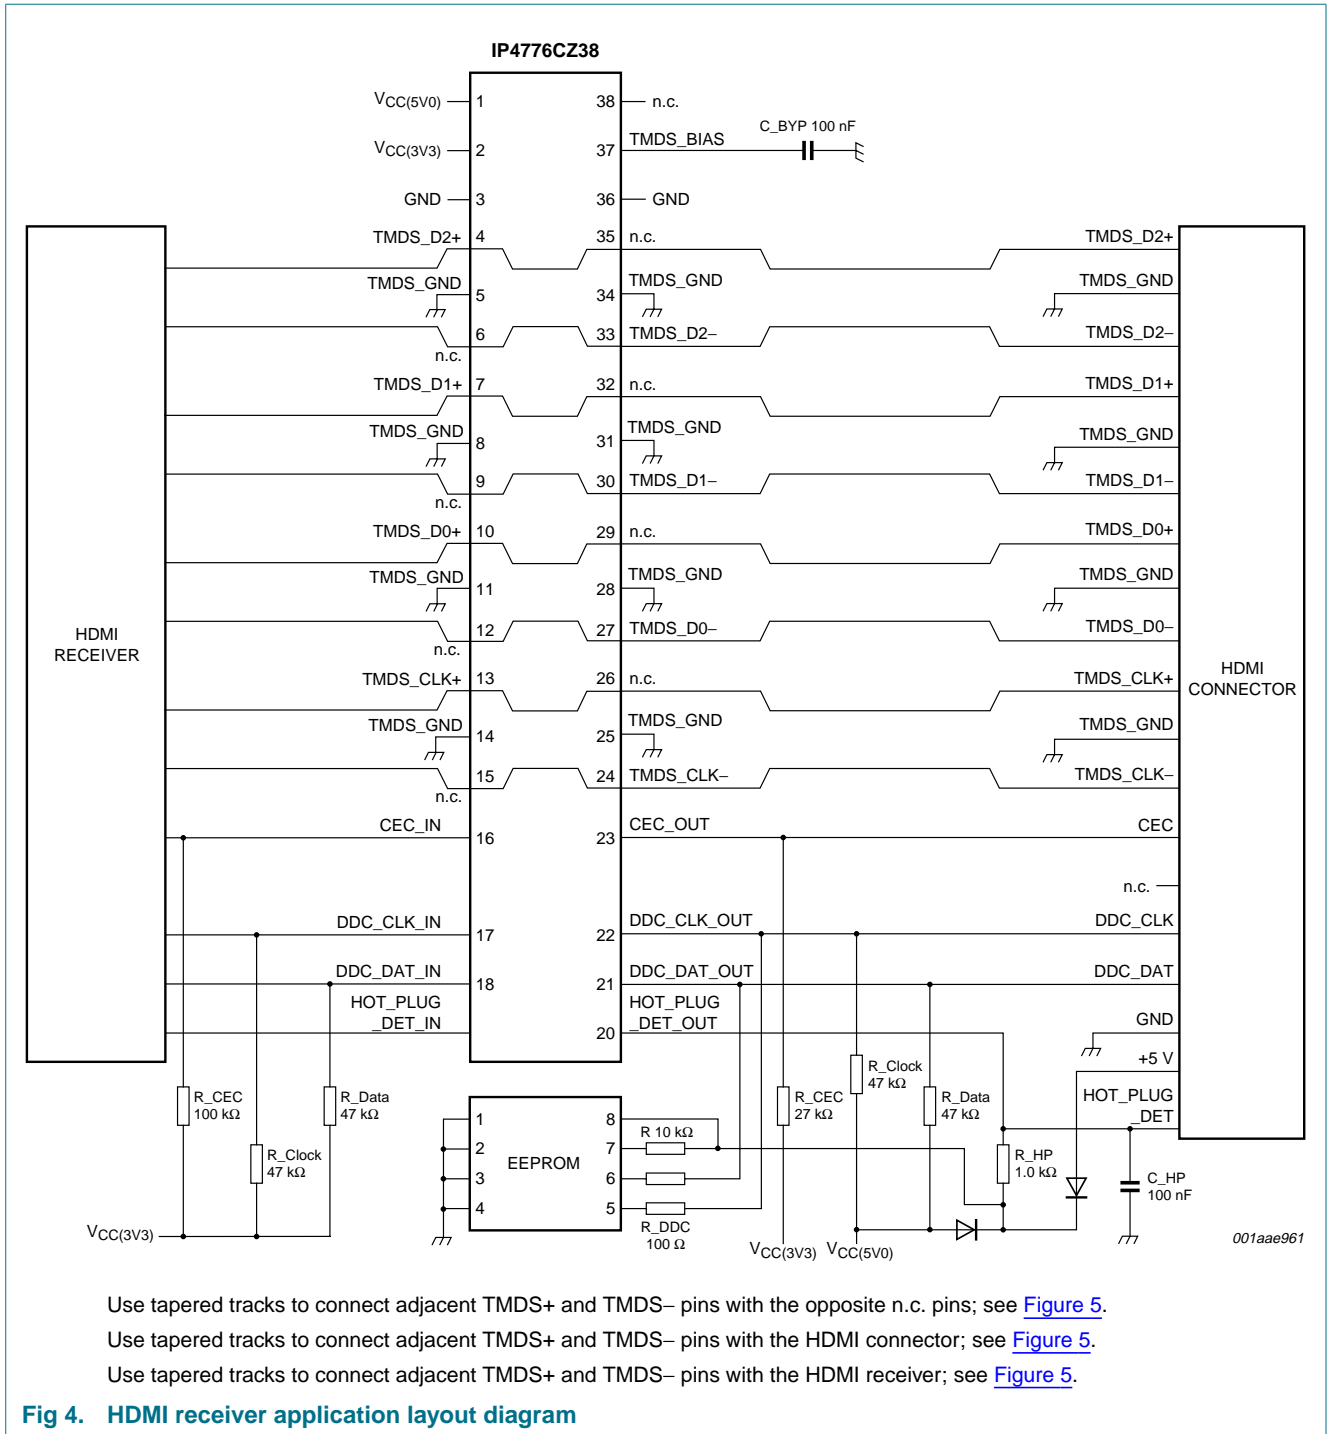 IP4776CZ38
VCC(5V0) 1 38 n.c.
C_BYP 100 nF
VCC(3V3) 2 37 TMDS_BIAS
GND 3 36 GND
TMDS_D2+ 4 35 n.c. TMDS_D2+
TMDS_GND 5 34 TMDS_GND TMDS_GND
6 33 TMDS_D2− TMDS_D2−
n.c.
TMDS_D1+ 7 32 n.c. TMDS_D1+
TMDS_GND 8 31 TMDS_GND TMDS_GND
9 30 TMDS_D1− TMDS_D1−
n.c.
TMDS_D0+ 10 29 n.c. TMDS_D0+
TMDS_GND 11 28 TMDS_GND TMDS_GND
12 27 TMDS_D0− TMDS_D0−
n.c.
HDMI
RECEIVER
TMDS_CLK+ 13 26 n.c. TMDS_CLK+
HDMI
CONNECTOR
TMDS_GND 14 25 TMDS_GND TMDS_GND
15 24 TMDS_CLK− TMDS_CLK−
n.c.
CEC_IN 16 23 CEC_OUT CEC
n.c.
DDC_CLK_IN 17 22 DDC_CLK_OUT DDC_CLK
DDC_DAT_IN 18 21 DDC_DAT_OUT DDC_DAT
HOT_PLUG
_DET_IN
20
HOT_PLUG
_DET_OUT
GND
+5 V
HOT_PLUG
_DET
R_CEC
100 kΩ
R_Data
47 kΩ
R_Clock
47 kΩ
VCC(3V3)
1 8
2 7
3 6
4 5
EEPROM
R 10 kΩ
R_DDC
100 Ω
R_CEC
27 kΩ
R_Clock
47 kΩ
R_Data
47 kΩ
R_HP
1.0 kΩ
C_HP
100 nF
VCC(3V3) VCC(5V0)
001aae961
Use tapered tracks to connect adjacent TMDS+ and TMDS− pins with the opposite n.c. pins; see Figure 5.
Use tapered tracks to connect adjacent TMDS+ and TMDS− pins with the HDMI connector; see Figure 5.
Use tapered tracks to connect adjacent TMDS+ and TMDS− pins with the HDMI receiver; see Figure 5.
Fig 4. HDMI receiver application layout diagram